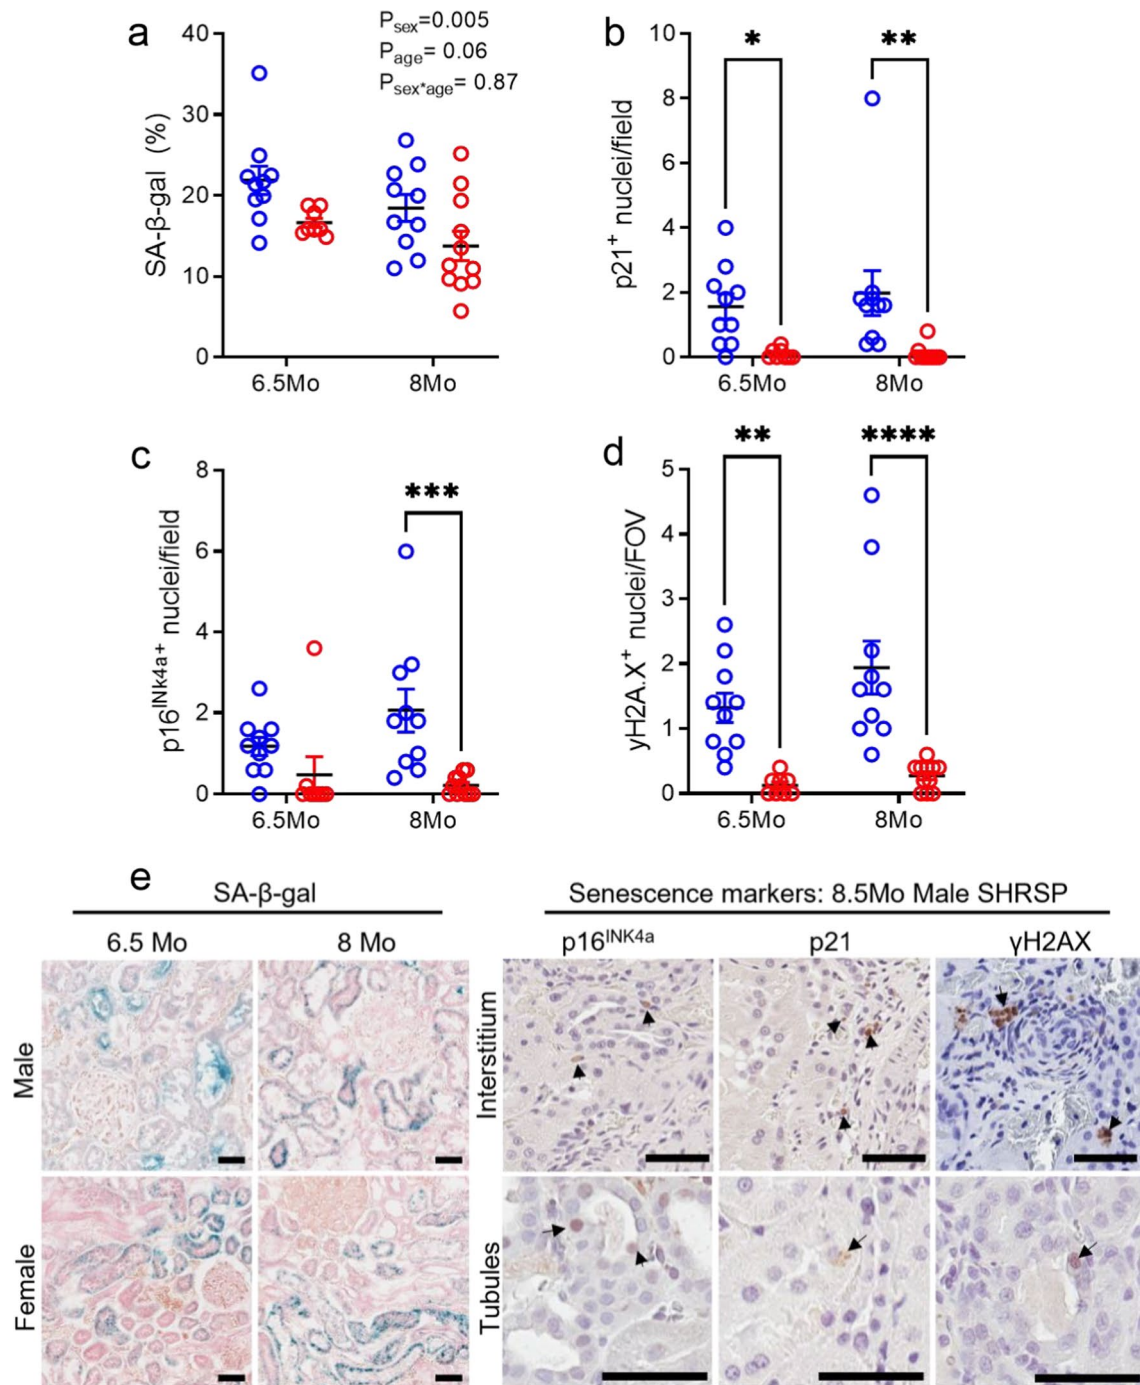 a
P_sex=0.005
P_age= 0.06
P_sex*age= 0.87
SA-β-gal (%)
40
30
20
10
0
6.5Mo
8Mo
b
*
**
p21⁺ nuclei/field
10
8
6
4
2
0
6.5Mo
8Mo
c
***
p16^INk4a+ nuclei/field
8
6
4
2
0
6.5Mo
8Mo
d
**
****
yH2A.X⁺ nuclei/FOV
5
4
3
2
1
0
6.5Mo
8Mo
e
SA-β-gal
6.5 Mo
8 Mo
Male
Female
Senescence markers: 8.5Mo Male SHRSP
p16^INK4a
p21
γH2AX
Interstitium
Tubules